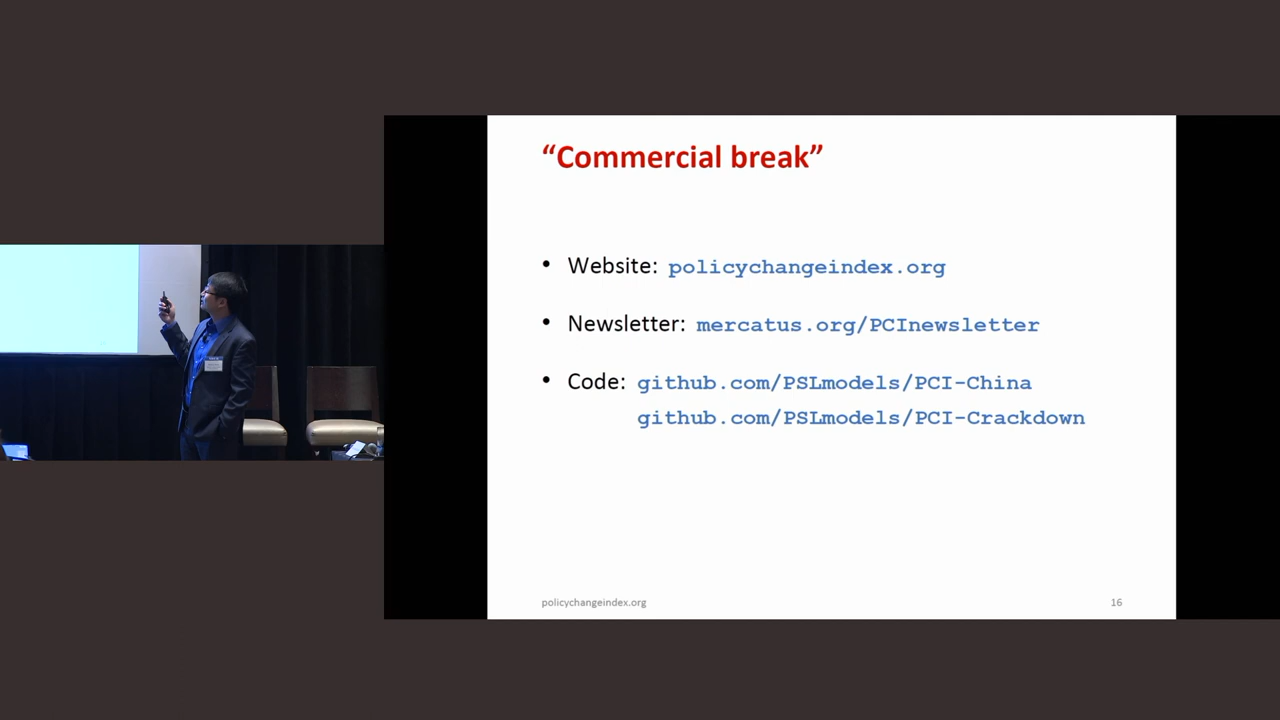 “Commercial break”
• Website: policychangeindex.org
• Newsletter: mercatus.org/PCInewsletter
• Code: github.com/PSLmodels/PCI-China
github.com/PSLmodels/PCI-Crackdown
policychangeindex.org
16